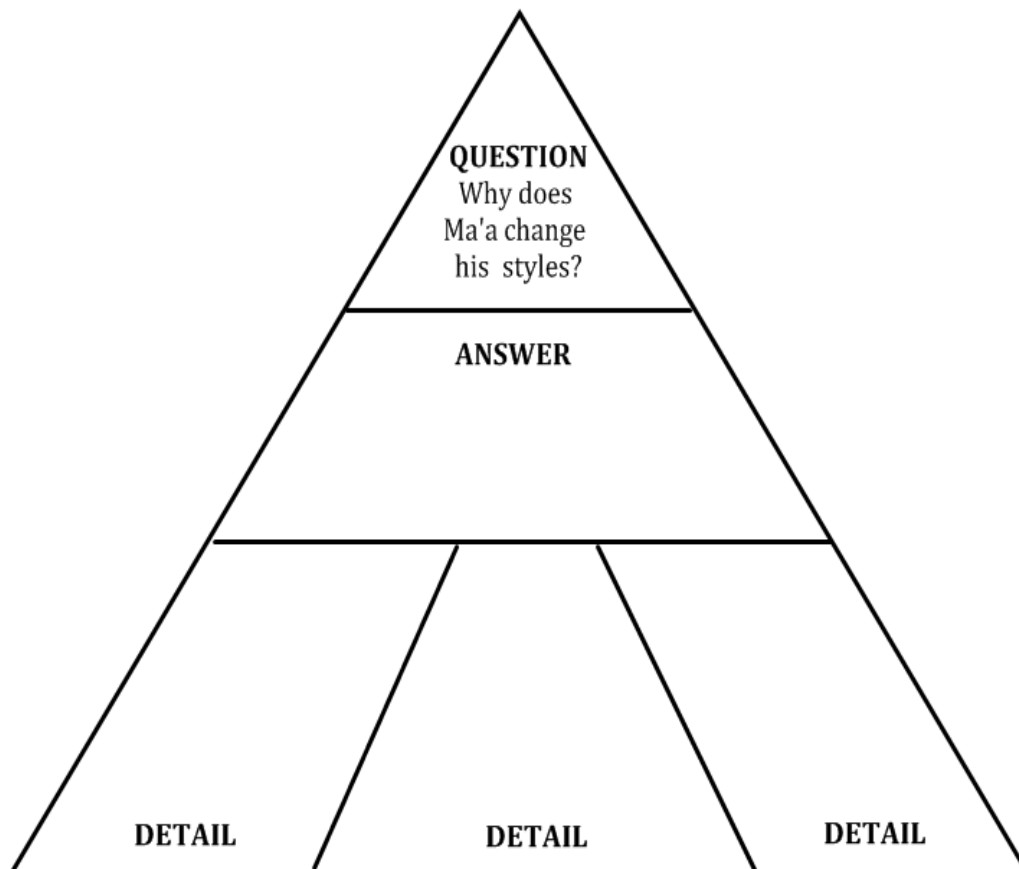 QUESTION
Why does
Ma'a change
his styles?
ANSWER
DETAIL
DETAIL
DETAIL